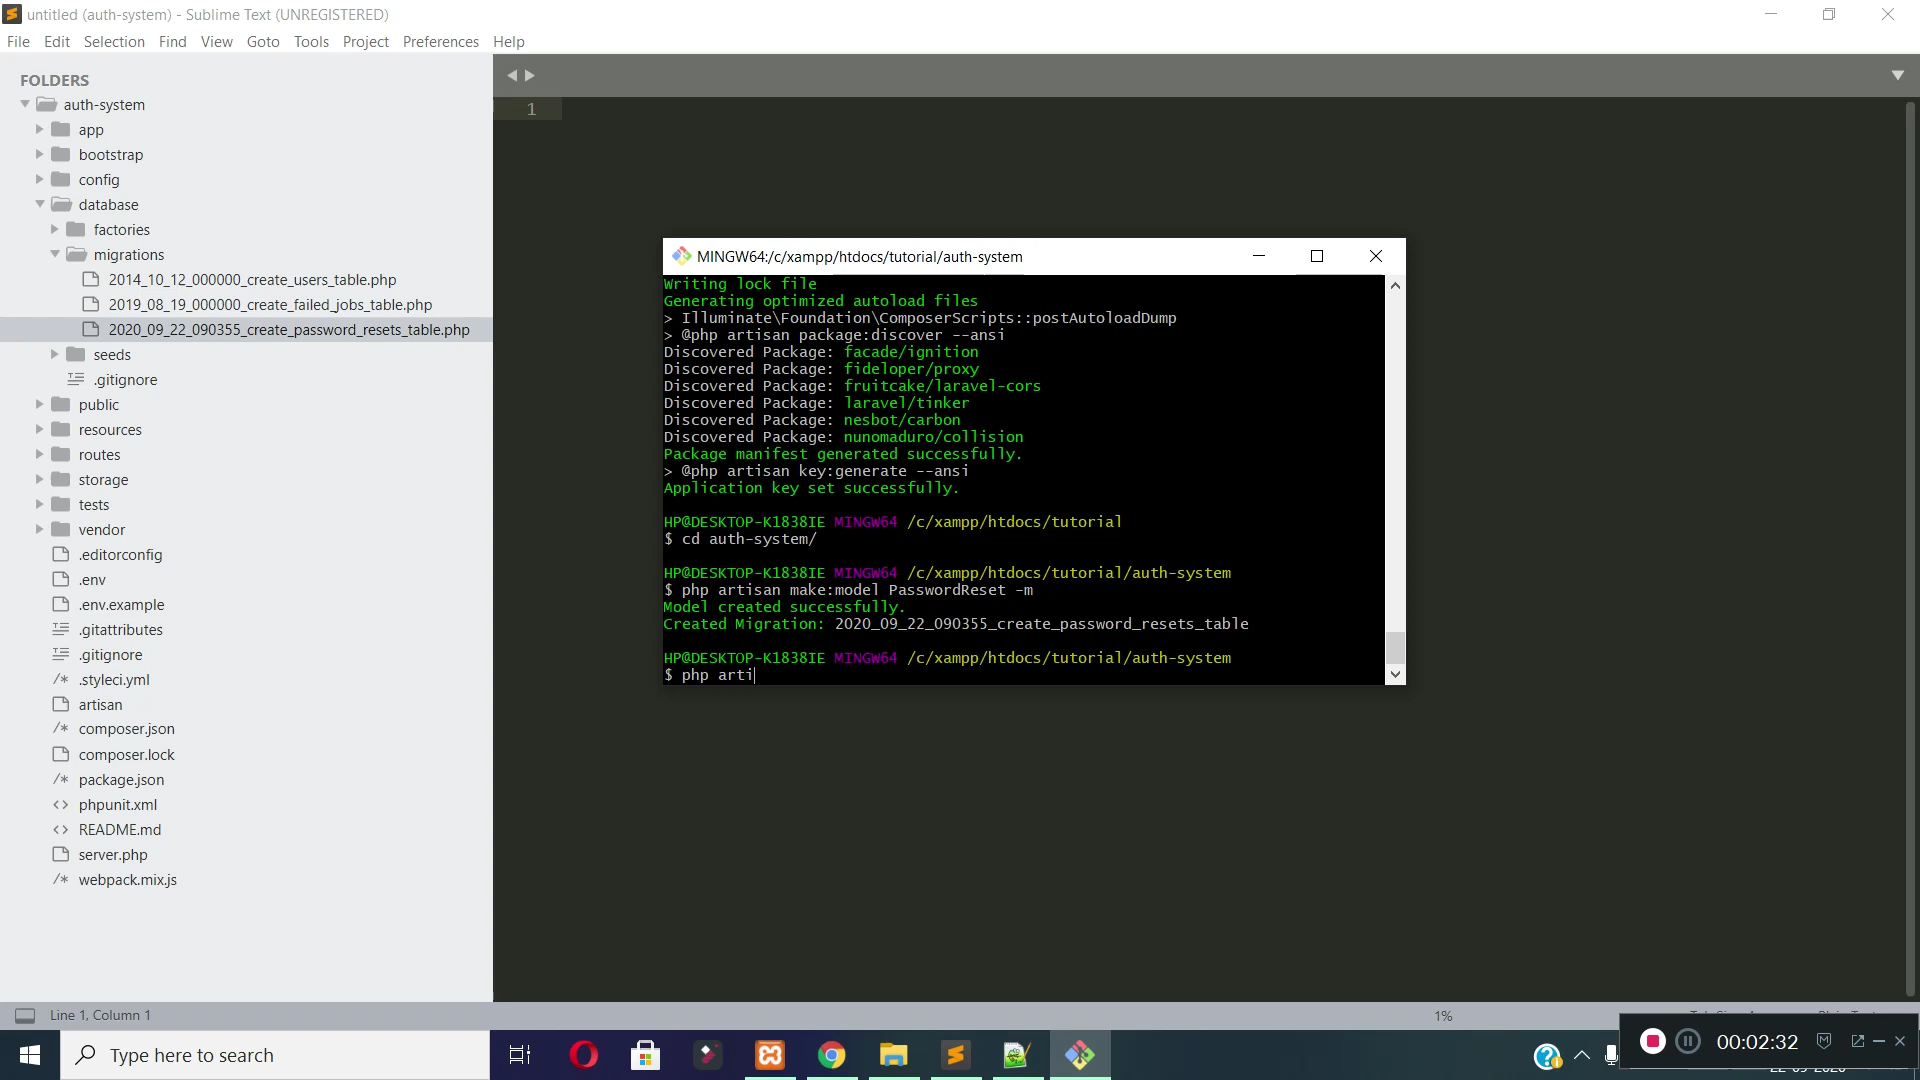 untitled (auth-system) - Sublime Text (UNREGISTERED)
File Edit Selection Find View Goto Tools Project Preferences Help
FOLDERS
auth-system
app
bootstrap
config
database
factories
migrations
2014_10_12_000000_create_users_table.php
2019_08_19_000000_create_failed_jobs_table.php
2020_09_22_090355_create_password_resets_table.php
seeds
.gitignore
public
resources
routes
storage
tests
vendor
.editorconfig
.env
.env.example
.gitattributes
.gitignore
/* .styleci.yml
artisan
/* composer.json
composer.lock
/* package.json
<> phpunit.xml
<> README.md
server.php
/* webpack.mix.js
1
MINGW64:/c/xampp/htdocs/tutorial/auth-system
Writing lock file
Generating optimized autoload files
> Illuminate\Foundation\ComposerScripts::postAutoloadDump
> @php artisan package:discover --ansi
Discovered Package: facade/ignition
Discovered Package: fideloper/proxy
Discovered Package: fruitcake/laravel-cors
Discovered Package: laravel/tinker
Discovered Package: nesbot/carbon
Discovered Package: nunomaduro/collision
Package manifest generated successfully.
> @php artisan key:generate --ansi
Application key set successfully.
HP@DESKTOP-K1838IE MINGW64 /c/xampp/htdocs/tutorial
$ cd auth-system/
HP@DESKTOP-K1838IE MINGW64 /c/xampp/htdocs/tutorial/auth-system
$ php artisan make:model PasswordReset -m
Model created successfully.
Created Migration: 2020_09_22_090355_create_password_resets_table
HP@DESKTOP-K1838IE MINGW64 /c/xampp/htdocs/tutorial/auth-system
$ php arti
Line 1, Column 1
1%
Type here to search
00:02:32